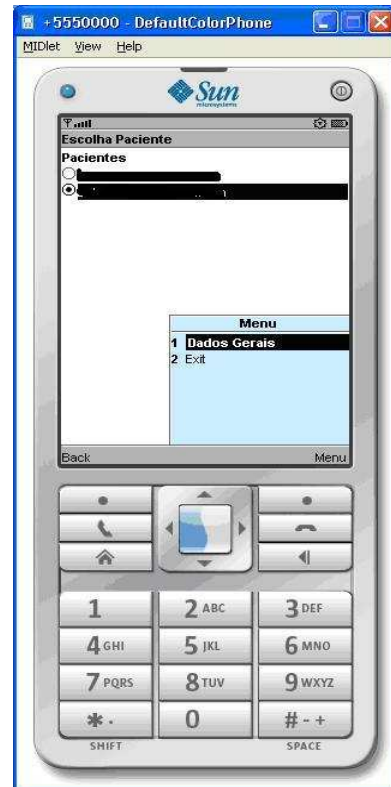 +5550000 - DefaultColorPhone
MIDlet View Help
Sun
microsystems
Escolha Paciente
Pacientes
Menu
1 Dados Gerais
2 Exit
Back Menu
1 2 ABC 3 DEF
4 GHI 5 JKL 6 MNO
7 PQRS 8 TUV 9 WXYZ
* . 0 # - +
SHIFT SPACE